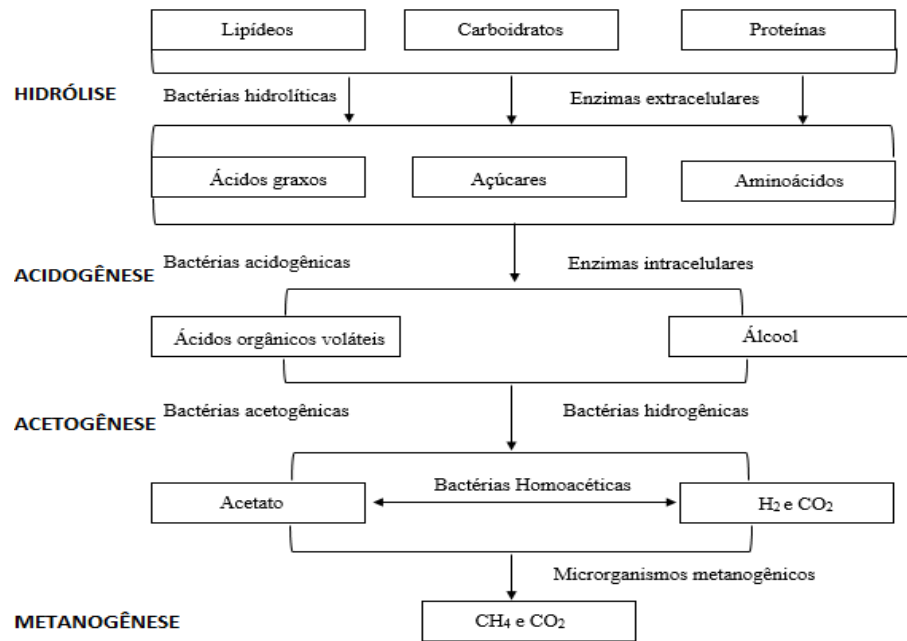 Lipídeos
Carboidratos
Proteínas
HIDRÓLISE
Bactérias hidrolíticas
Enzimas extracelulares
Ácidos graxos
Açúcares
Aminoácidos
ACIDOGÊNESE
Bactérias acidogênicas
Enzimas intracelulares
Ácidos orgânicos voláteis
Álcool
ACETOGÊNESE
Bactérias acetogênicas
Bactérias hidrogênicas
Bactérias Homoacéticas
Acetato
H₂ e CO₂
Microrganismos metanogênicos
METANOGÊNESE
CH₄ e CO₂